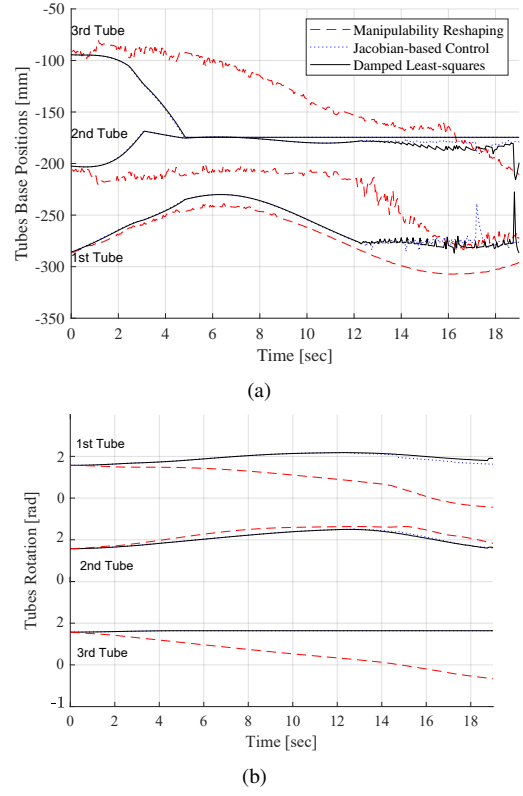 3rd Tube
2nd Tube
1st Tube
Manipulability Reshaping
Jacobian-based Control
Damped Least-squares
Tubes Base Positions [mm]
-50
-100
-150
-200
-250
-300
-350
0 2 4 6 8 10 12 14 16 18
Time [sec]
(a)
1st Tube
2nd Tube
3rd Tube
Tubes Rotation [rad]
2
0
2
0
2
0
-1
0 2 4 6 8 10 12 14 16 18
Time [sec]
(b)